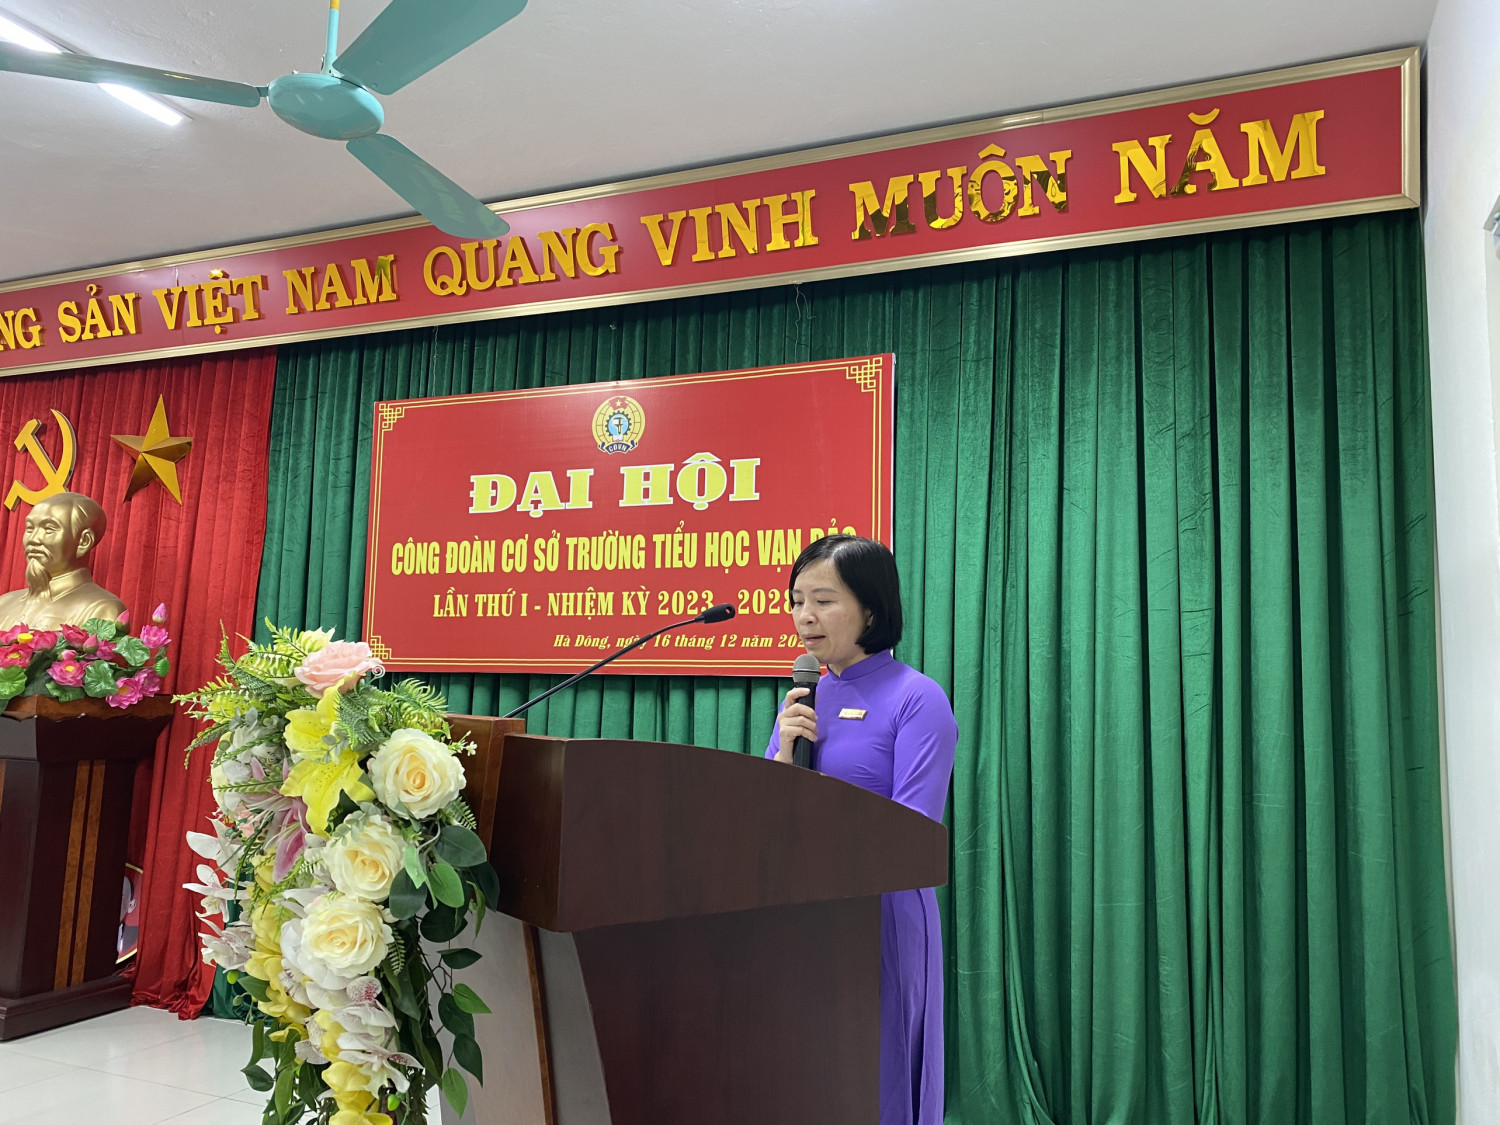 SẢN VIỆT NAM QUANG VINH MUÔN NĂM
CĐVN
ĐẠI HỘI
CÔNG ĐOÀN CƠ SỞ TRƯỜNG TIỂU HỌC VẠN
LẦN THỨ I - NHIỆM KỲ 2023 - 2028
Hà Đông, ngày 16 tháng 12 năm